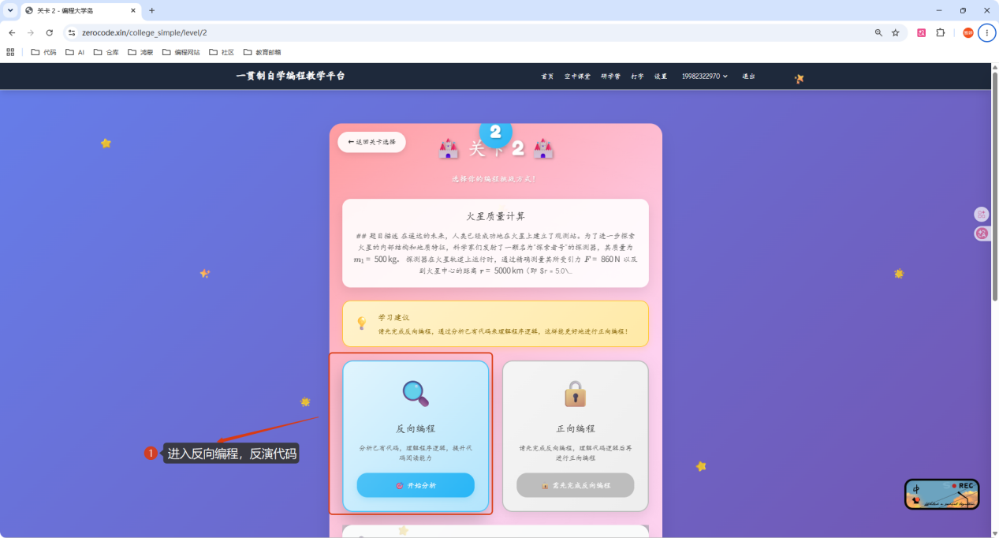 关卡 2 - 编程大学岛
zerocode.xin/college_simple/level/2
代码
AI
仓库
鸿蒙
编程网站
社区
教育邮箱
一贯制自学编程教学平台
首页
空中课堂
研学营
打字
设置
19982322970
退出
2
← 返回关卡选择
关卡 2
选择你的编程挑战方式！
火星质量计算
## 题目描述 在遥远的未来，人类已经成功地在火星上建立了观测站。为了进一步探索
火星的内部结构和地质特征，科学家们发射了一颗名为"探索者号"的探测器，其质量为
m₁ = 500 kg。 探测器在火星轨道上运行时，通过精确测量其所受引力 F = 860 N 以及
到火星中心的距离 r = 5000 km（即 $r = 5.0\...
学习建议
请先完成反向编程，通过分析已有代码来理解程序逻辑，这样能更好地进行正向编程！
反向编程
分析已有代码，理解程序逻辑，提升代
码阅读能力
开始分析
正向编程
请先完成反向编程，理解代码逻辑后再
进行正向编程
需先完成反向编程
1
进入反向编程，反演代码
中
REC